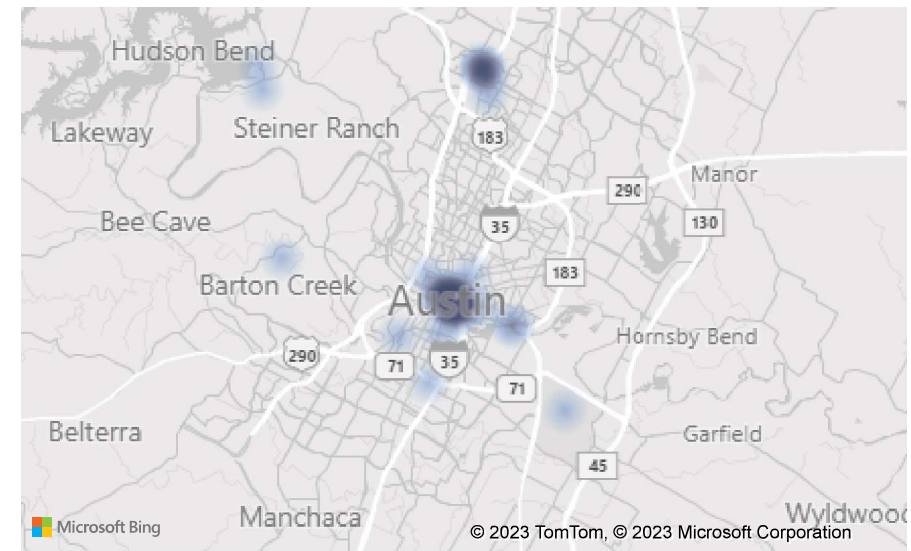 Hudson Bend
Lakeway
Steiner Ranch
183
290
Manor
Bee Cave
35
130
183
Barton Creek
Austin
Hornsby Bend
290
71
35
71
Belterra
Garfield
45
Manchaca
Wyldwood
Microsoft Bing
© 2023 TomTom, © 2023 Microsoft Corporation